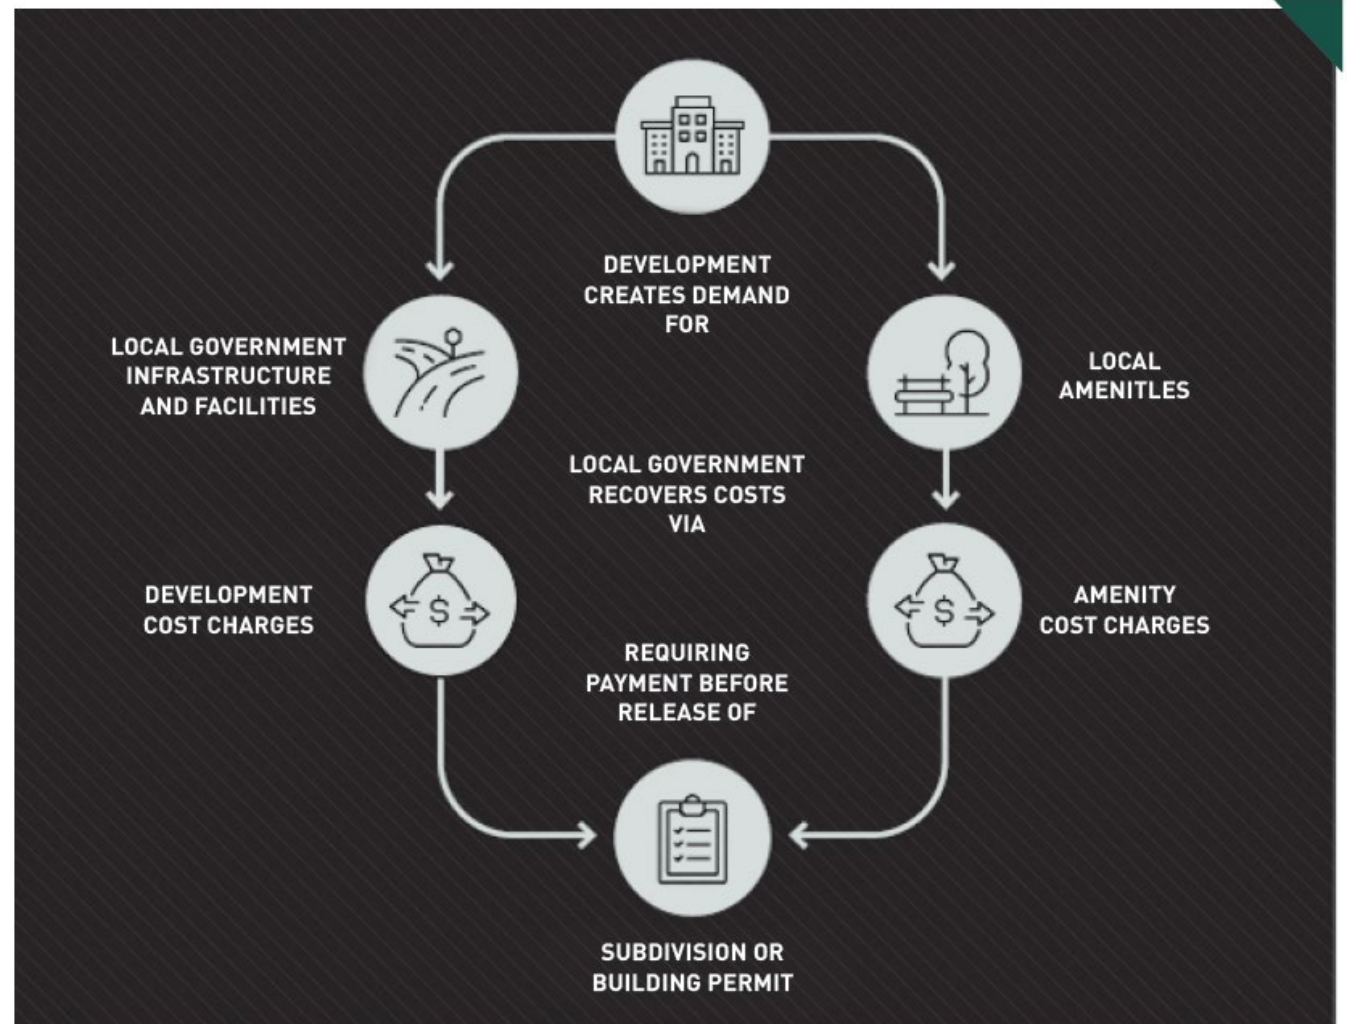 DEVELOPMENT
CREATES DEMAND
FOR
LOCAL GOVERNMENT
INFRASTRUCTURE
AND FACILITIES
LOCAL
AMENITLES
LOCAL GOVERNMENT
RECOVERS COSTS
VIA
DEVELOPMENT
COST CHARGES
$
$
AMENITY
COST CHARGES
REQUIRING
PAYMENT BEFORE
RELEASE OF
SUBDIVISION OR
BUILDING PERMIT